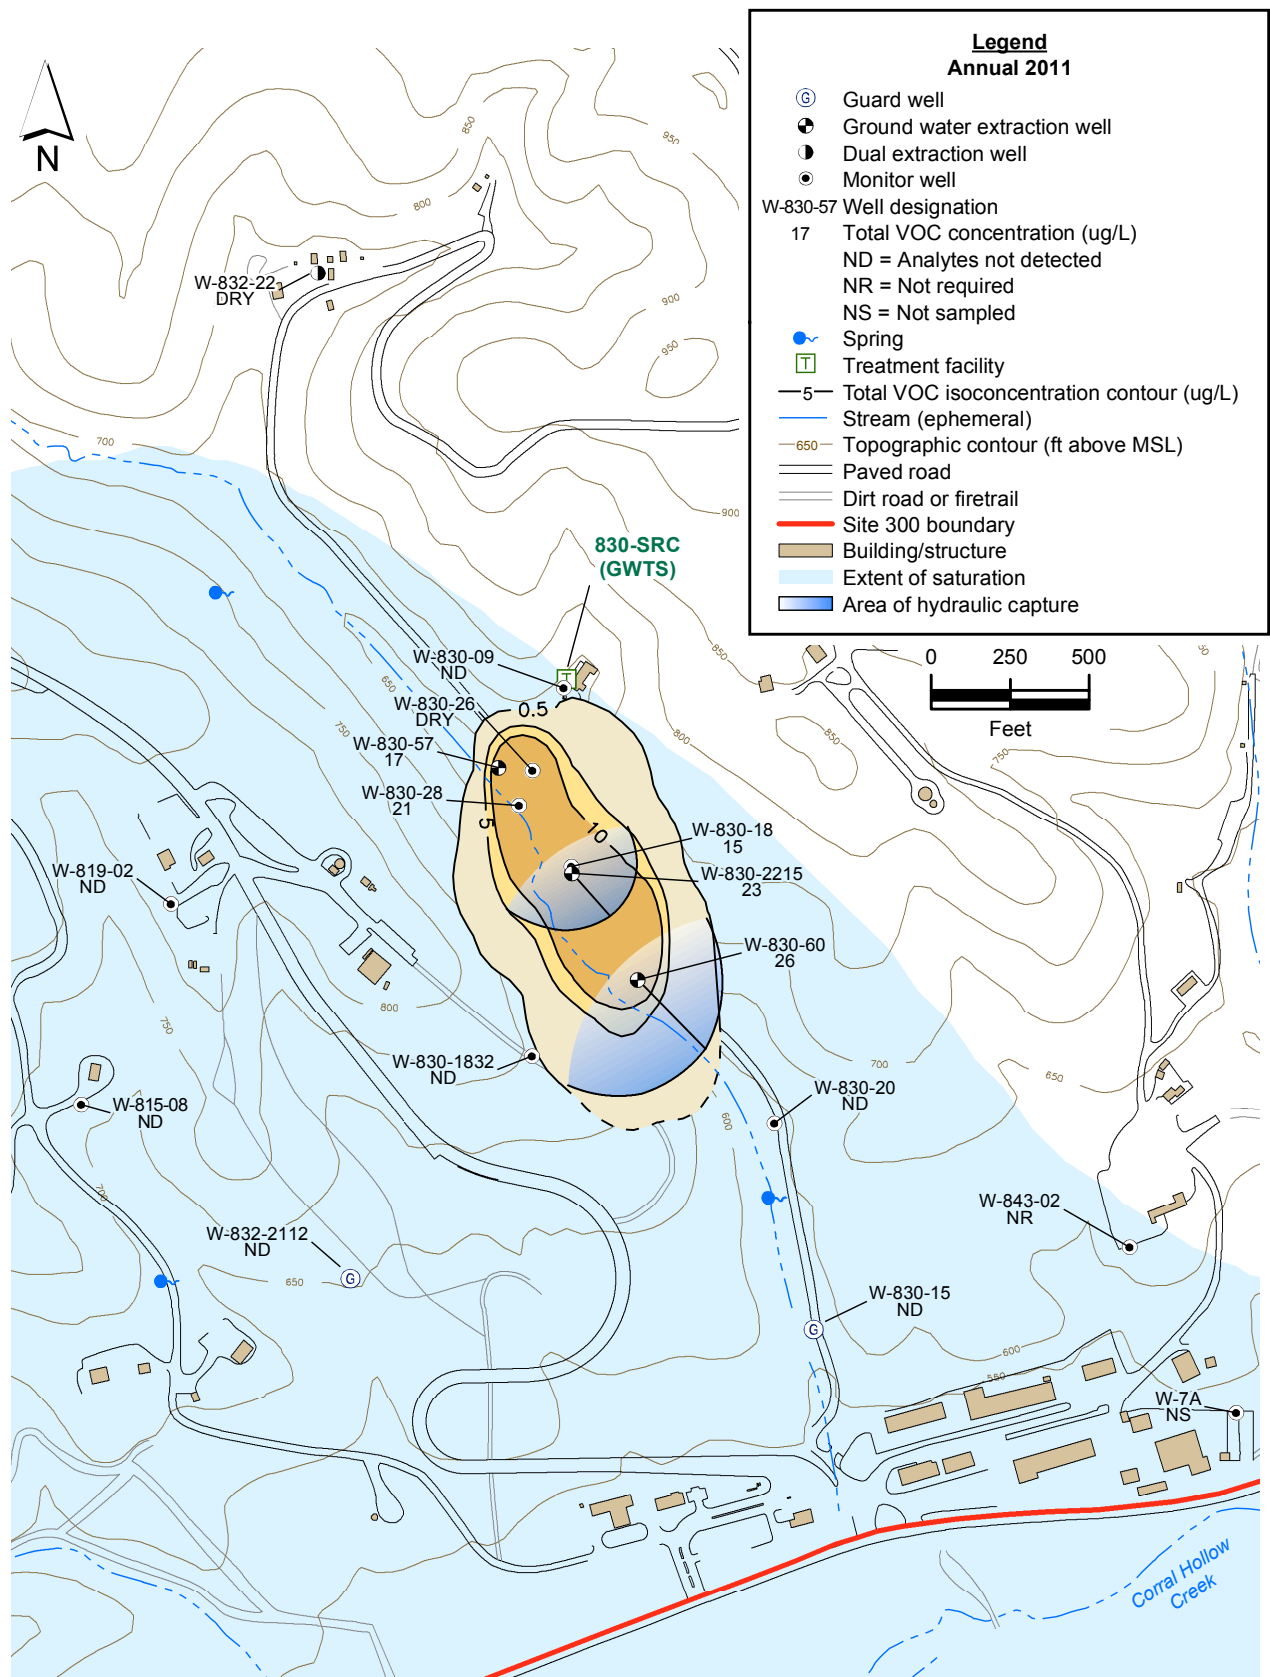 Legend
Annual 2011
G Guard well
Ground water extraction well
Dual extraction well
Monitor well
W-830-57 Well designation
17 Total VOC concentration (ug/L)
ND = Analytes not detected
NR = Not required
NS = Not sampled
Spring
T Treatment facility
5 Total VOC isoconcentration contour (ug/L)
Stream (ephemeral)
650 Topographic contour (ft above MSL)
Paved road
Dirt road or firetrail
Site 300 boundary
Building/structure
Extent of saturation
Area of hydraulic capture
0 250 500
Feet
N
850
950
800
W-832-22
DRY
900
950
700
900
830-SRC
(GWTS)
850
W-830-09
ND
T
650
W-830-26
DRY
0.5
750
800
850
750
W-830-57
17
W-830-28
21
5
10
W-830-18
15
W-819-02
ND
W-830-2215
23
W-830-60
26
800
750
W-830-1832
ND
700
650
W-815-08
ND
W-830-20
ND
600
700
W-843-02
NR
W-832-2112
ND
G
650
W-830-15
ND
G
600
550
W-7A
NS
Corral Hollow
Creek